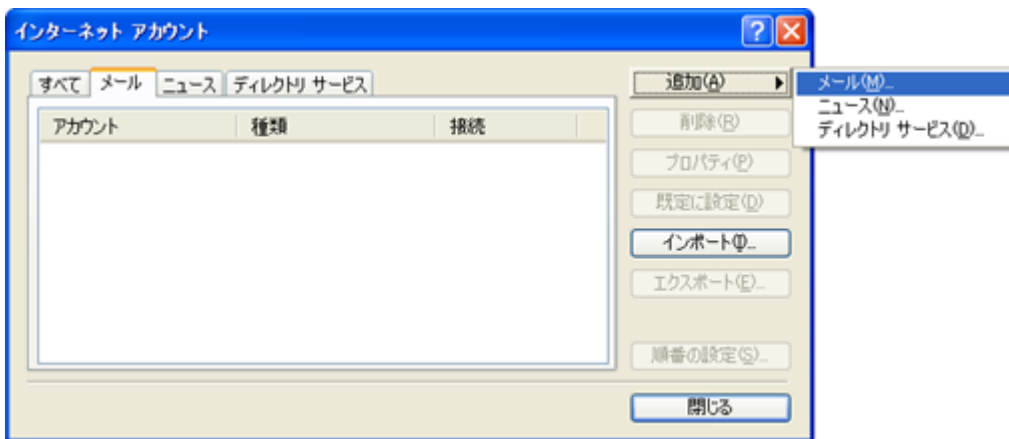 インターネット アカウント
すべて メール ニュース ディレクトリ サービス
アカウント 種類 接続
追加(A)
メール(M)...
ニュース(N)...
ディレクトリ サービス(D)...
削除(R)
プロパティ(P)
既定に設定(D)
インポート(I)...
エクスポート(E)...
順番の設定(S)...
閉じる